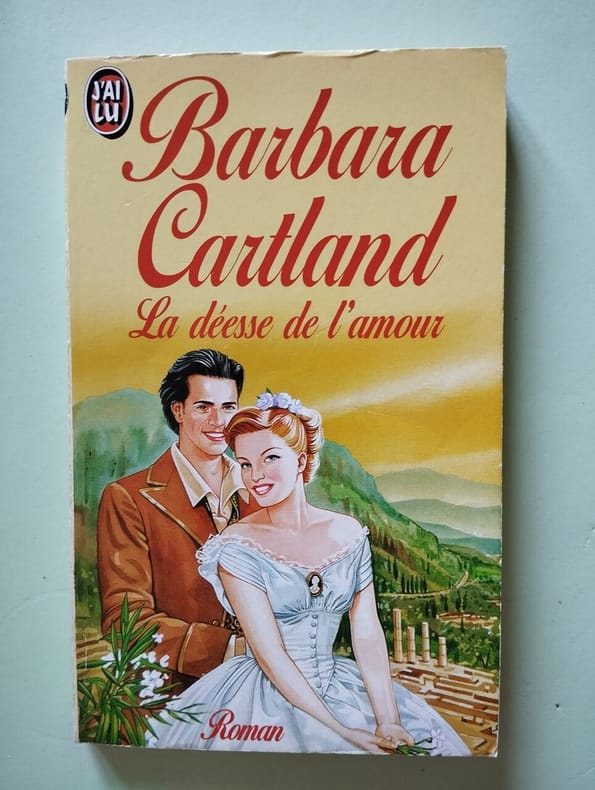 J'AI
LU
Barbara
Cartland
La déesse de l'amour
Roman